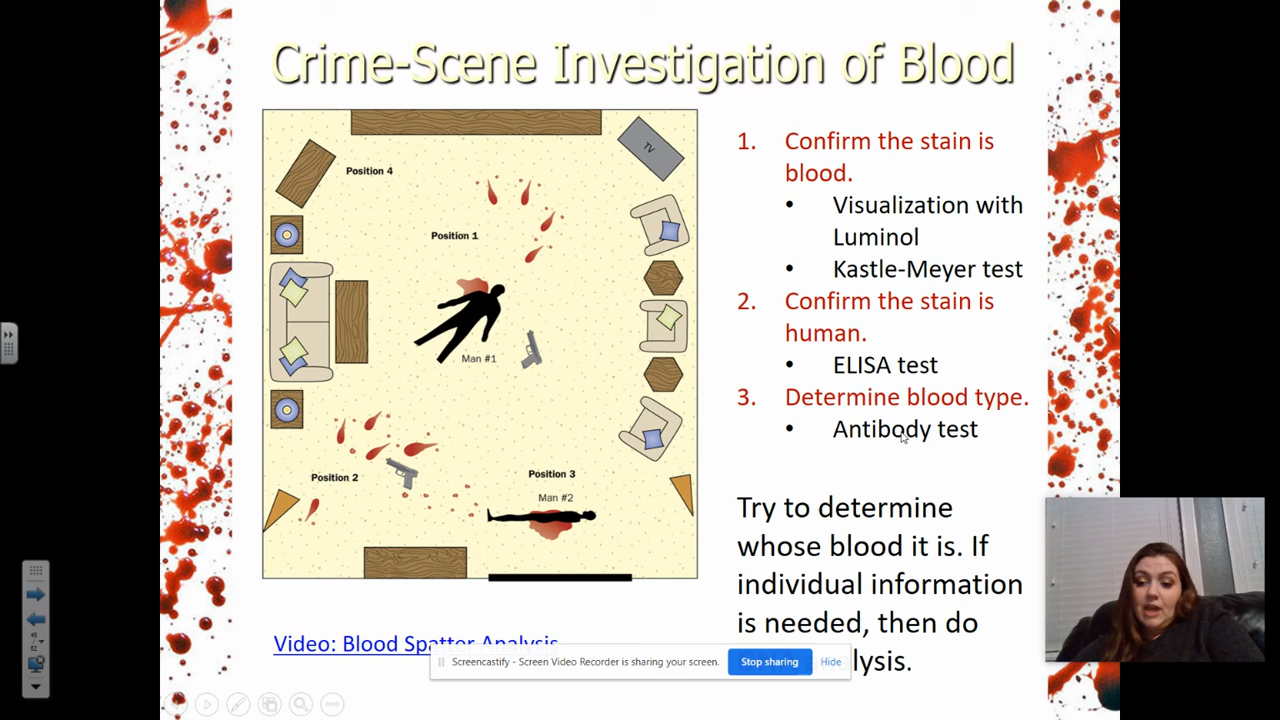 Crime-Scene Investigation of Blood
TV
Position 4
Position 1
Man #1
Position 2
Position 3
Man #2
1. Confirm the stain is
blood.
• Visualization with
Luminol
• Kastle-Meyer test
2. Confirm the stain is
human.
• ELISA test
3. Determine blood type.
• Antibody test
Try to determine
whose blood it is. If
individual information
is needed, then do
lysis.
Video: Blood Spatter Analysis
Screencastify - Screen Video Recorder is sharing your screen.
Stop sharing
Hide